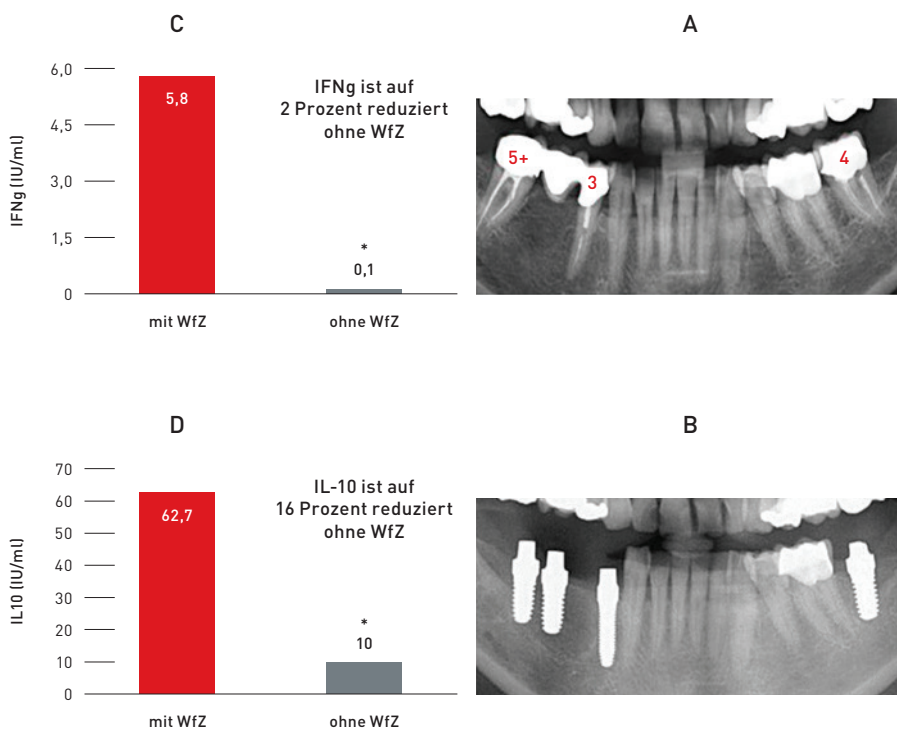 C
IFNg (IU/ml)
6,0
4,5
3,0
1,5
0
5,8
IFNg ist auf
2 Prozent reduziert
ohne WfZ
*
0,1
mit WfZ
ohne WfZ
A
5+
3
4
D
IL10 (IU/ml)
70
60
50
40
30
20
10
0
62,7
IL-10 ist auf
16 Prozent reduziert
ohne WfZ
*
10
mit WfZ
ohne WfZ
B